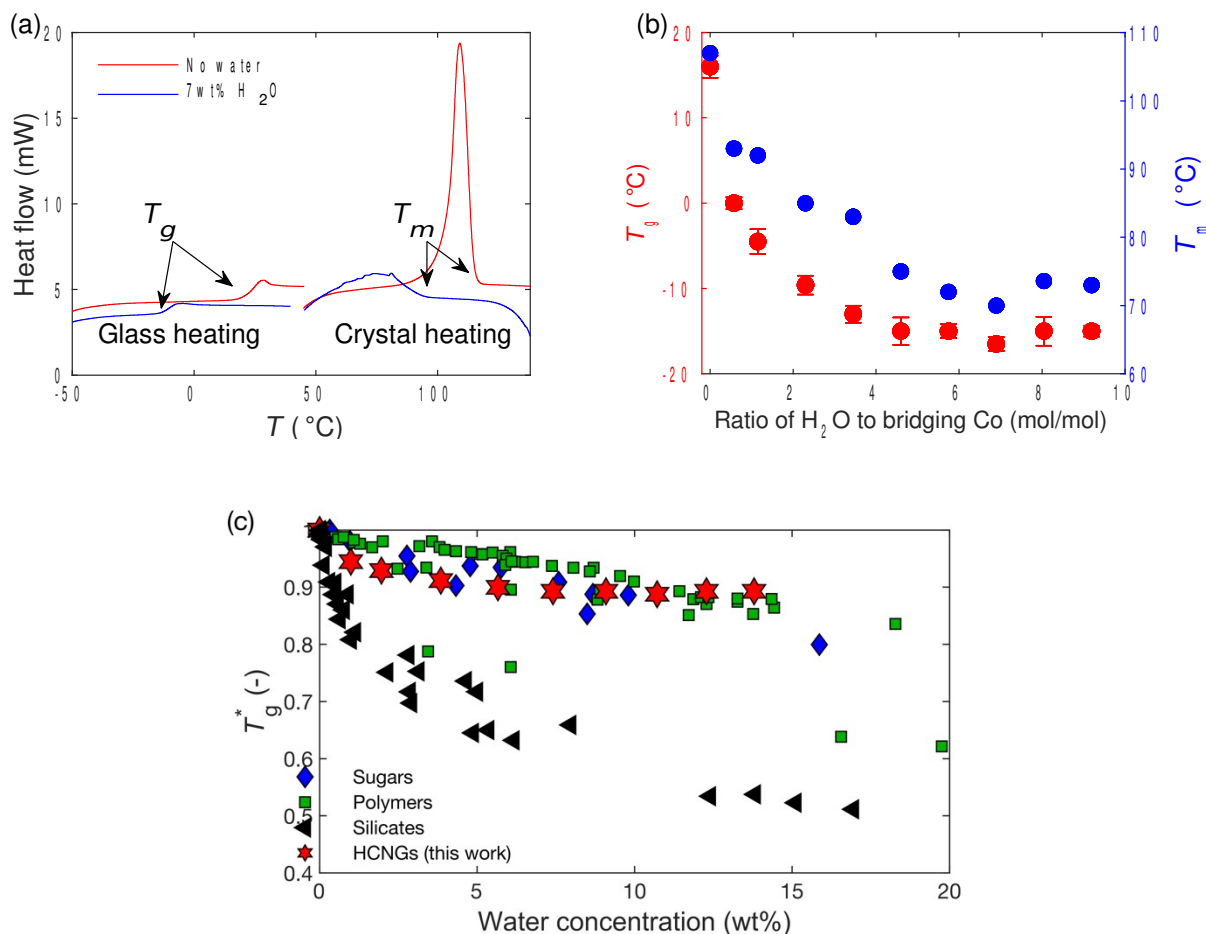 (a)
20
15
10
5
0
Heat flow (mW)
No water
7wt% H2O
Tg
Tm
Glass heating
Crystal heating
-50
0
50
100
T (°C)
(b)
20
10
0
-10
-20
Tg (°C)
110
100
90
80
70
60
Tm (°C)
0
2
4
6
8
10
Ratio of H2O to bridging Co (mol/mol)
(c)
0.9
0.8
0.7
0.6
0.5
0.4
Tg* (-)
Sugars
Polymers
Silicates
HCNGs (this work)
0
5
10
15
20
Water concentration (wt%)